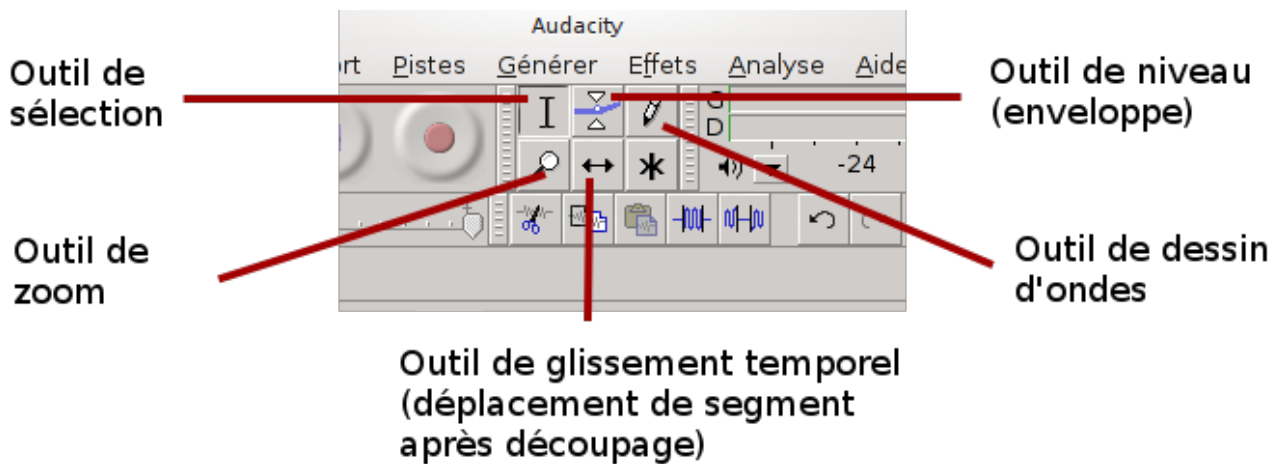 Audacity
ort Pistes Générer Effets Analyse Aide
Outil de
sélection
Outil de niveau
(enveloppe)
G
D
-24
Outil de
zoom
Outil de dessin
d'ondes
Outil de glissement temporel
(déplacement de segment
après découpage)